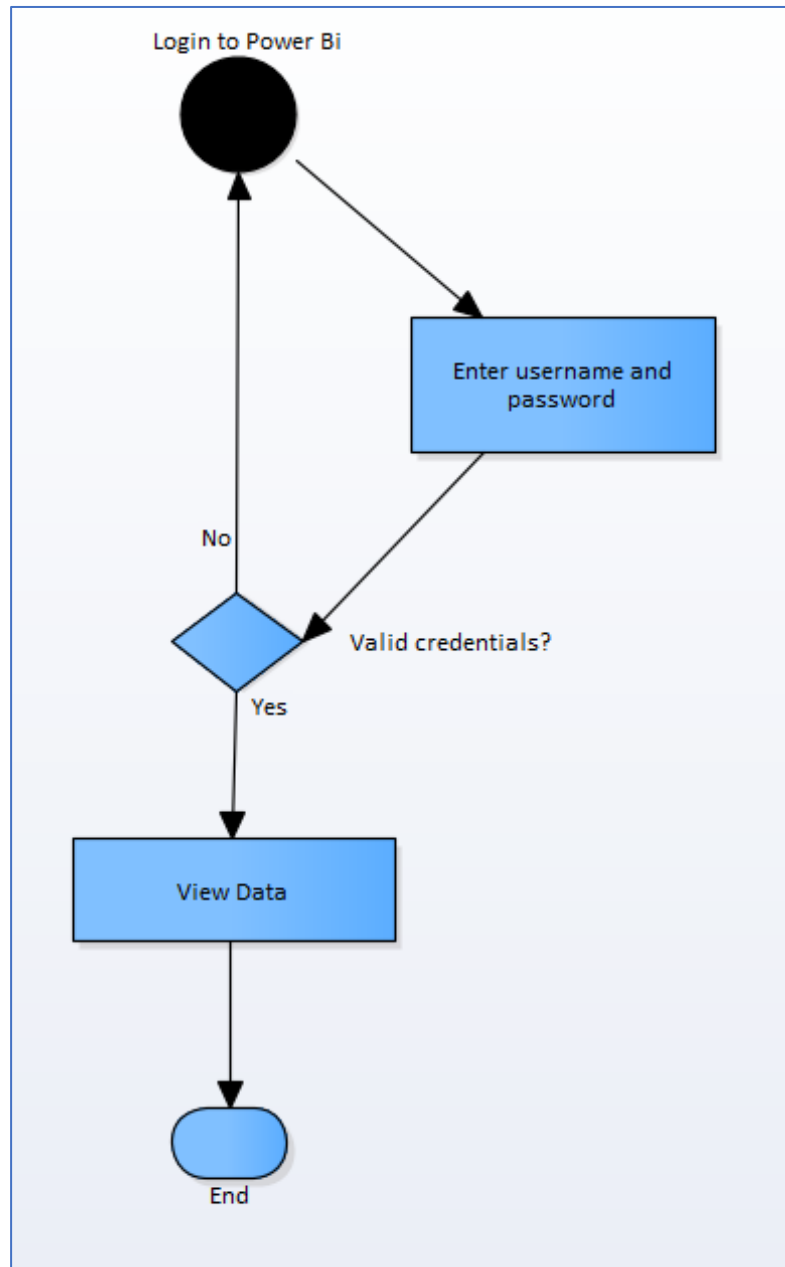 Login to Power Bi
Enter username and
password
No
Valid credentials?
Yes
View Data
End